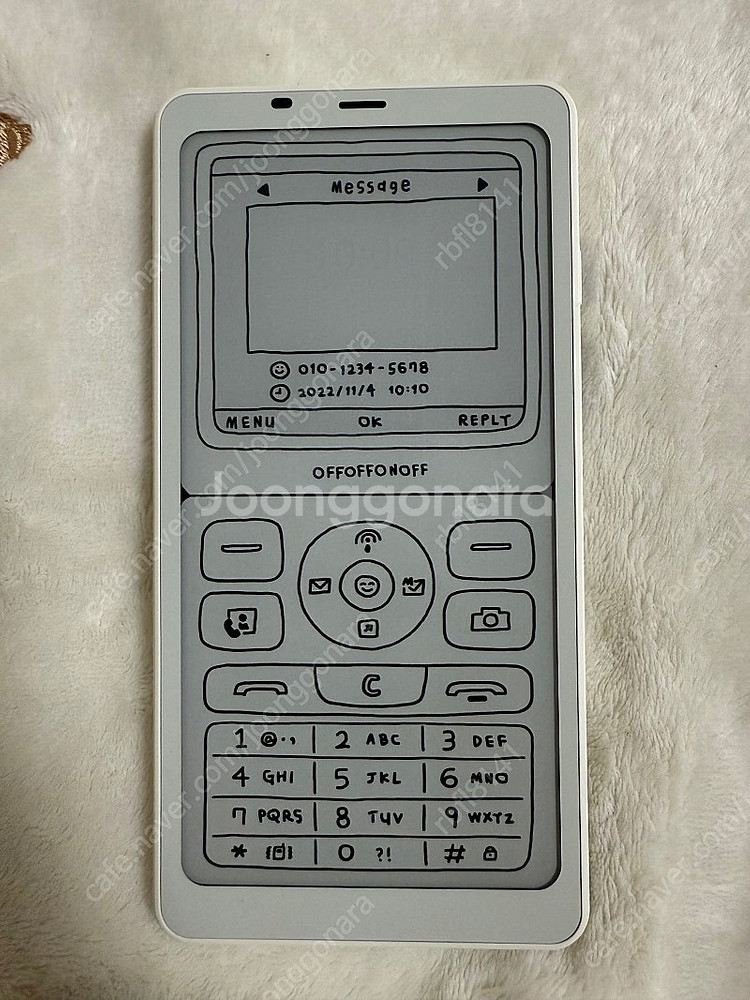 Message
010-1234-5678
2022/11/4 10:10
MENU OK REPLY
OFFOFFONOFF
Joonggonara
C
1 @., 2 ABC 3 DEF
4 GHI 5 JKL 6 MNO
7 PQRS 8 TUV 9 WXYZ
* 0 ?! #
cafe.naver.com/joonggonara
rbfl8141